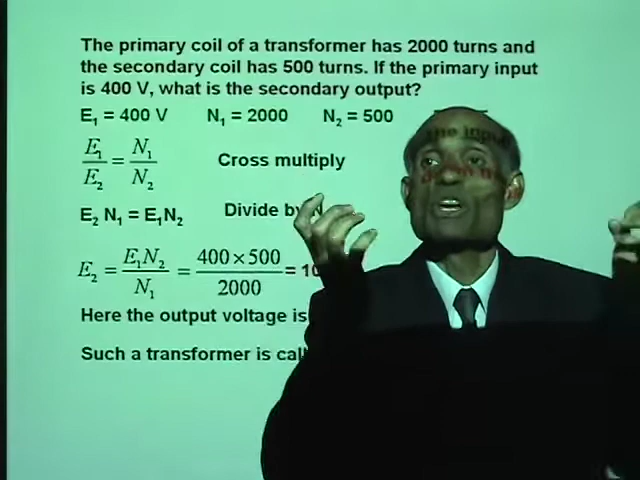 The primary coil of a transformer has 2000 turns and
the secondary coil has 500 turns. If the primary input
is 400 V, what is the secondary output?
E₁ = 400 V N₁ = 2000 N₂ = 500
E₁/E₂ = N₁/N₂ Cross multiply
E₂ N₁ = E₁N₂ Divide by N
E₂ = E₁N₂/N₁ = 400 × 500/2000 = 10
Here the output voltage is
the input
Such a transformer is